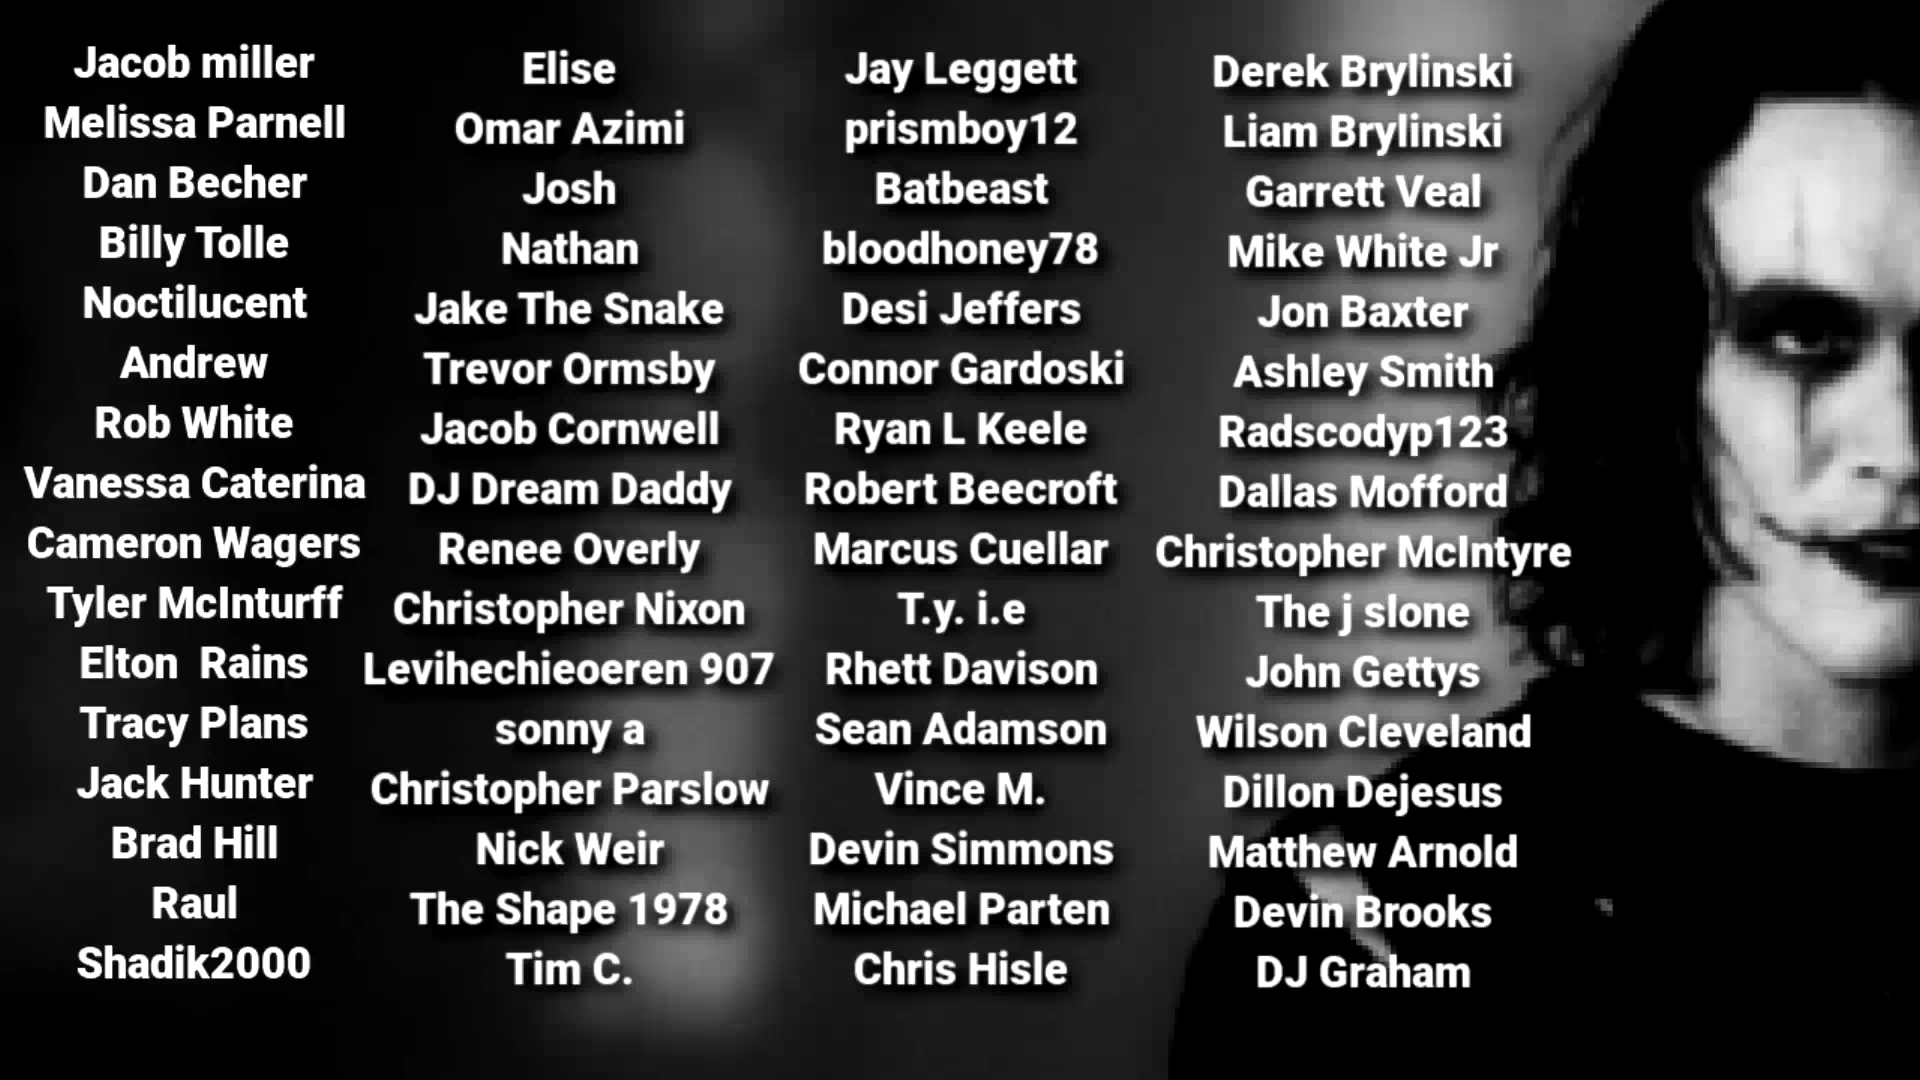 Jacob miller
Melissa Parnell
Dan Becher
Billy Tolle
Noctilucent
Andrew
Rob White
Vanessa Caterina
Cameron Wagers
Tyler McInturff
Elton  Rains
Tracy Plans
Jack Hunter
Brad Hill
Raul
Shadik2000
Elise
Omar Azimi
Josh
Nathan
Jake The Snake
Trevor Ormsby
Jacob Cornwell
DJ Dream Daddy
Renee Overly
Christopher Nixon
Levihechieoeren 907
sonny a
Christopher Parslow
Nick Weir
The Shape 1978
Tim C.
Jay Leggett
prismboy12
Batbeast
bloodhoney78
Desi Jeffers
Connor Gardoski
Ryan L Keele
Robert Beecroft
Marcus Cuellar
T.y. i.e
Rhett Davison
Sean Adamson
Vince M.
Devin Simmons
Michael Parten
Chris Hisle
Derek Brylinski
Liam Brylinski
Garrett Veal
Mike White Jr
Jon Baxter
Ashley Smith
Radscodyp123
Dallas Mofford
Christopher McIntyre
The j slone
John Gettys
Wilson Cleveland
Dillon Dejesus
Matthew Arnold
Devin Brooks
DJ Graham